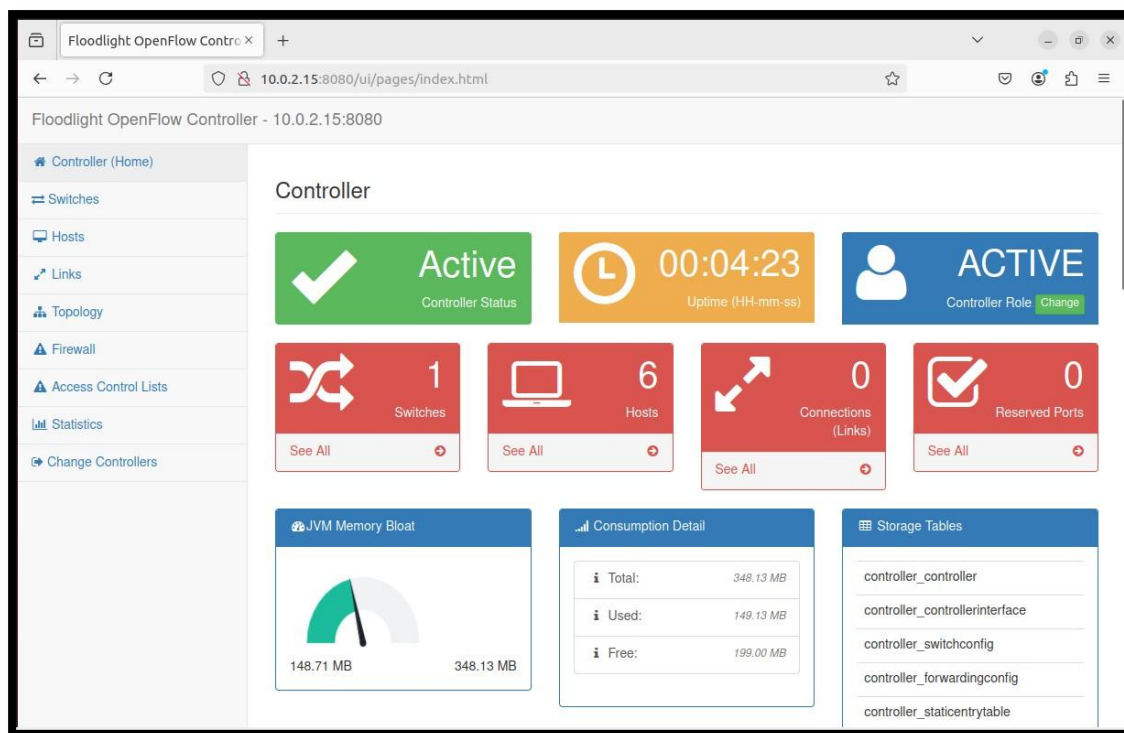 Floodlight OpenFlow Contro
10.0.2.15:8080/ui/pages/index.html
Floodlight OpenFlow Controller - 10.0.2.15:8080
Controller (Home)
Switches
Hosts
Links
Topology
Firewall
Access Control Lists
Statistics
Change Controllers
Controller
Active
Controller Status
00:04:23
Uptime (HH-mm-ss)
ACTIVE
Controller Role Change
1
Switches
See All
6
Hosts
See All
0
Connections
(Links)
See All
0
Reserved Ports
See All
JVM Memory Bloat
148.71 MB 348.13 MB
Consumption Detail
Total: 348.13 MB
Used: 149.13 MB
Free: 199.00 MB
Storage Tables
controller_controller
controller_controllerinterface
controller_switchconfig
controller_forwardingconfig
controller_staticentrytable